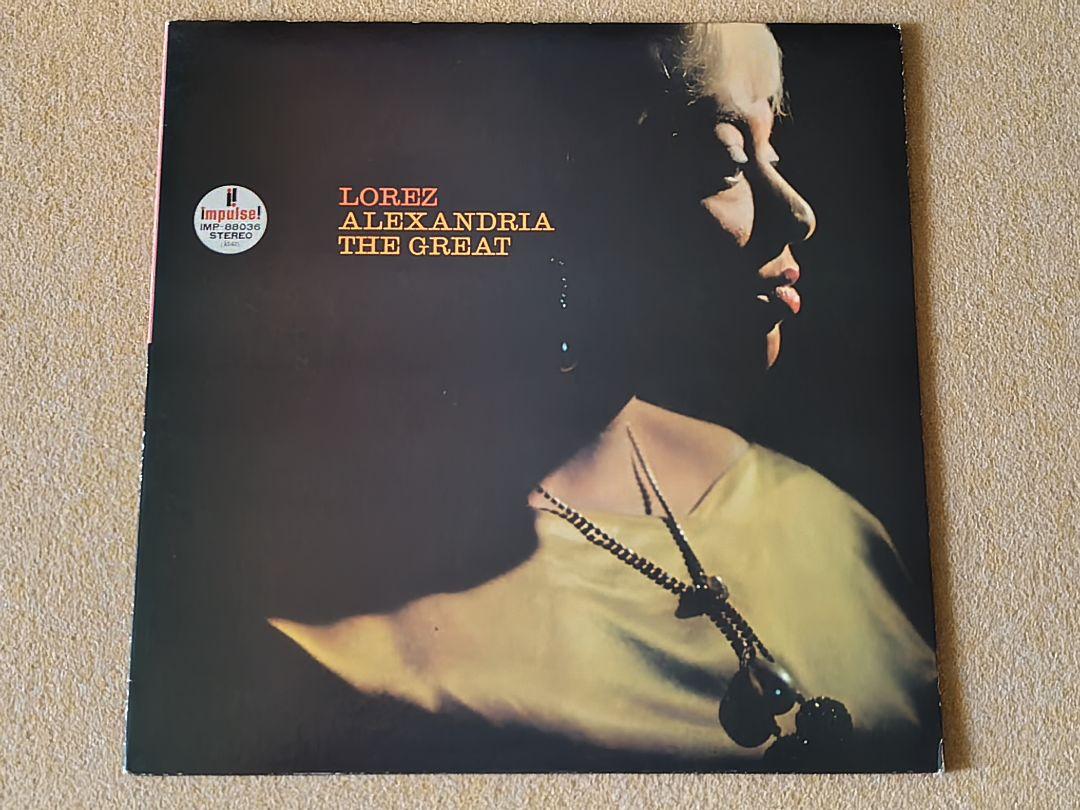 impulse!
IMP-88036
STEREO
LOREZ
ALEXANDRIA
THE GREAT